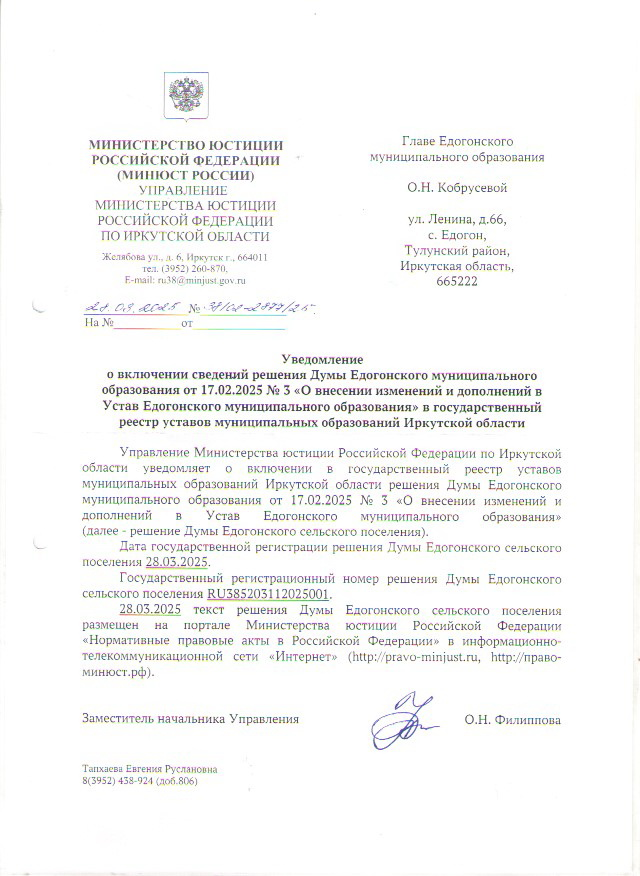 МИНИСТЕРСТВО ЮСТИЦИИ
РОССИЙСКОЙ ФЕДЕРАЦИИ
(МИНЮСТ РОССИИ)
УПРАВЛЕНИЕ
МИНИСТЕРСТВА ЮСТИЦИИ
РОССИЙСКОЙ ФЕДЕРАЦИИ
ПО ИРКУТСКОЙ ОБЛАСТИ
Желябова ул., д. 6, Иркутск г., 664011
тел. (3952) 260-870,
E-mail: ru38@minjust.gov.ru
28.03.2025 № 38/02-2877/25
На №__________ от______________
Главе Едогонского
муниципального образования
О.Н. Кобрусевой
ул. Ленина, д.66,
с. Едогон,
Тулунский район,
Иркутская область,
665222
Уведомление
о включении сведений решения Думы Едогонского муниципального
образования от 17.02.2025 № 3 «О внесении изменений и дополнений в
Устав Едогонского муниципального образования» в государственный
реестр уставов муниципальных образований Иркутской области
Управление Министерства юстиции Российской Федерации по Иркутской
области уведомляет о включении в государственный реестр уставов
муниципальных образований Иркутской области решения Думы Едогонского
муниципального образования от 17.02.2025 № 3 «О внесении изменений и
дополнений в Устав Едогонского муниципального образования»
(далее - решение Думы Едогонского сельского поселения).
Дата государственной регистрации решения Думы Едогонского сельского
поселения 28.03.2025.
Государственный регистрационный номер решения Думы Едогонского
сельского поселения RU385203112025001.
28.03.2025 текст решения Думы Едогонского сельского поселения
размещен на портале Министерства юстиции Российской Федерации
«Нормативные правовые акты в Российской Федерации» в информационно-
телекоммуникационной сети «Интернет» (http://pravo-minjust.ru, http://право-
минюст.рф).
Заместитель начальника Управления О.Н. Филиппова
Тапхаева Евгения Руслановна
8(3952) 438-924 (доб.806)